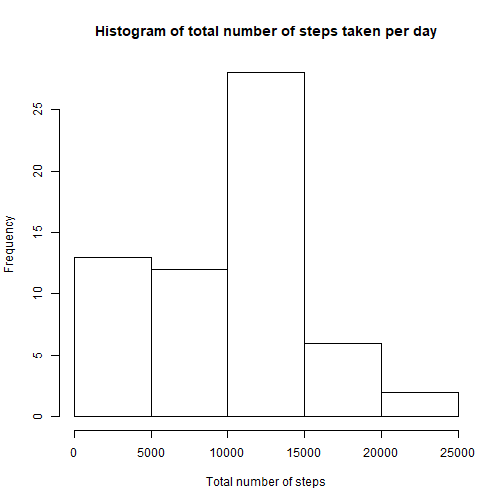 Histogram of total number of steps taken per day
Frequency
25
20
15
10
5
0
0 5000 10000 15000 20000 25000
Total number of steps